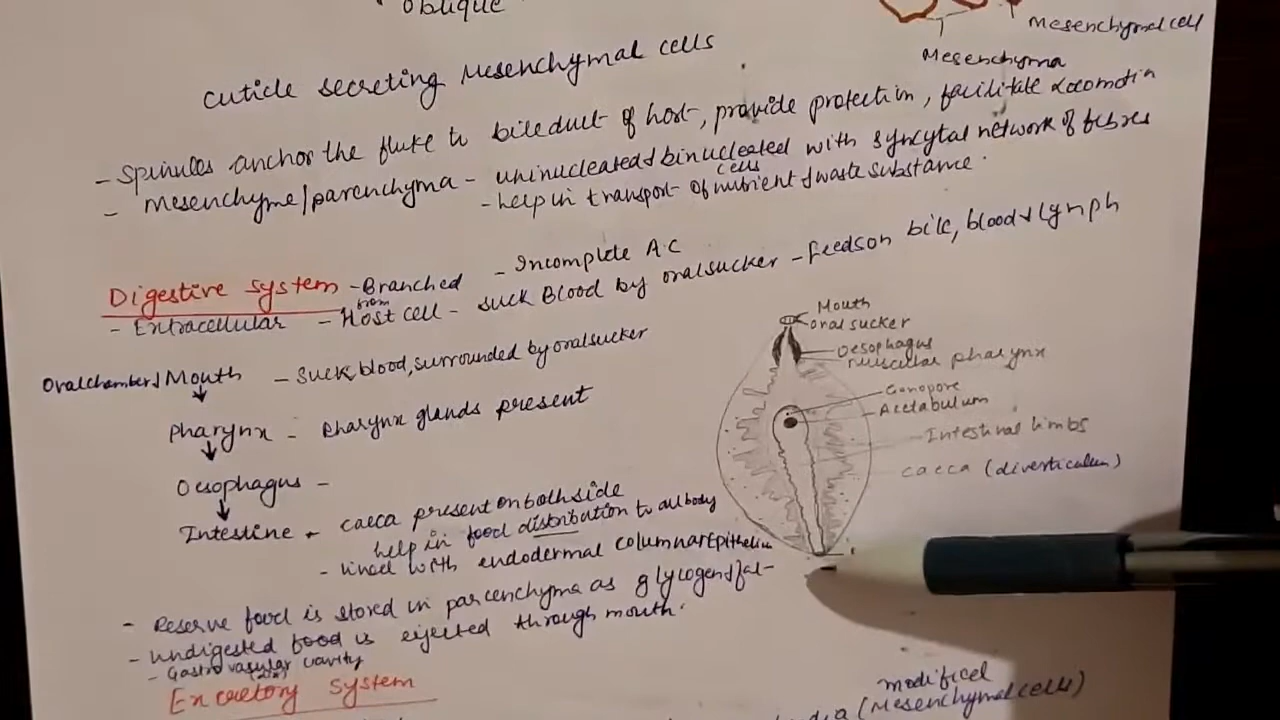 oblique
Mesenchymal cell
Mesenchyma
cuticle secreting Mesenchymal cells
- Spinules anchor the fluke to bileduct of host, provide protection, facilitate Locomotion
- Mesenchyme/parenchyma - uninucleated & binucleated cells with syncytal network of fibres
- help in transport of nutrient & waste substance.
Digestive system - Branched - Incomplete A.C
- Extracellular - from Host cell - suck Blood by oralsucker - feeds on bile, blood & lymph
Oralchamber/Mouth - suck blood, surrounded by oralsucker
Pharynx - Pharynx glands present
Oesophagus -
Intestine - caeca present on both side
help in food distribution to all body
- lined with endodermal columnar Epithelium
- Reserve food is stored in parcenchyma as glycogen & fat-
- undigested food is ejected through mouth.
- Gastrovasular cavity
Mouth
oral sucker
Oesophagus
muscular pharynx
Gonopore
Acetabulum
Intestinal limbs
caeca (diverticulum)
Excretory system
modified
(Mesenchymal cells)